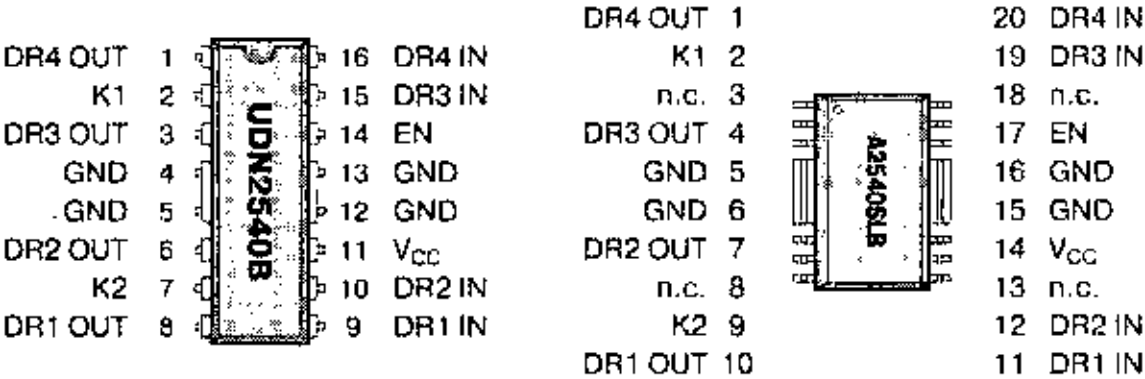 DR4 OUT 1
K1 2
DR3 OUT 3
GND 4
GND 5
DR2 OUT 6
K2 7
DR1 OUT 8
UDN2540B
16 DR4 IN
15 DR3 IN
14 EN
13 GND
12 GND
11 VCC
10 DR2 IN
9 DR1 IN
DR4 OUT 1
K1 2
n.c. 3
DR3 OUT 4
GND 5
GND 6
DR2 OUT 7
n.c. 8
K2 9
DR1 OUT 10
A2540SLB
20 DR4 IN
19 DR3 IN
18 n.c.
17 EN
16 GND
15 GND
14 VCC
13 n.c.
12 DR2 IN
11 DR1 IN